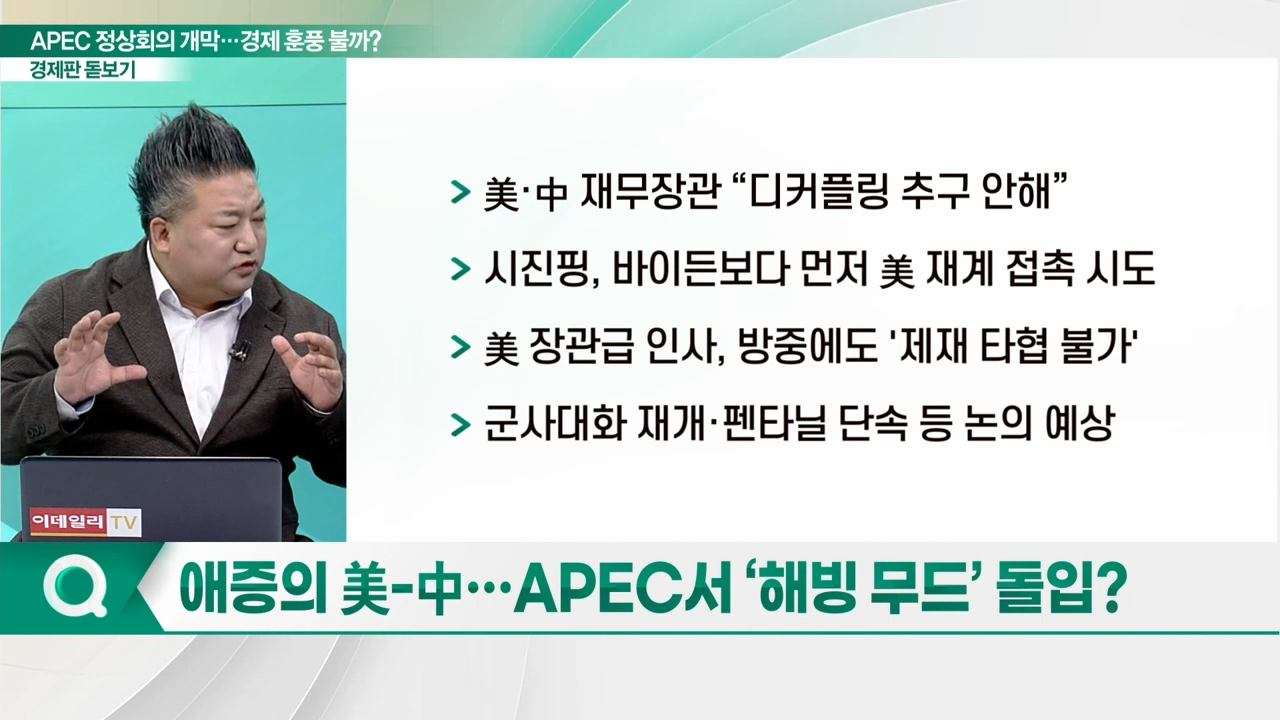 APEC 정상회의 개막…경제 훈풍 불까?
경제판 돋보기
> 美·中 재무장관 “디커플링 추구 안해”
> 시진핑, 바이든보다 먼저 美 재계 접촉 시도
> 美 장관급 인사, 방중에도 '제재 타협 불가'
> 군사대화 재개·펜타닐 단속 등 논의 예상
이데일리 TV
애증의 美-中…APEC서 ‘해빙 무드’ 돌입?